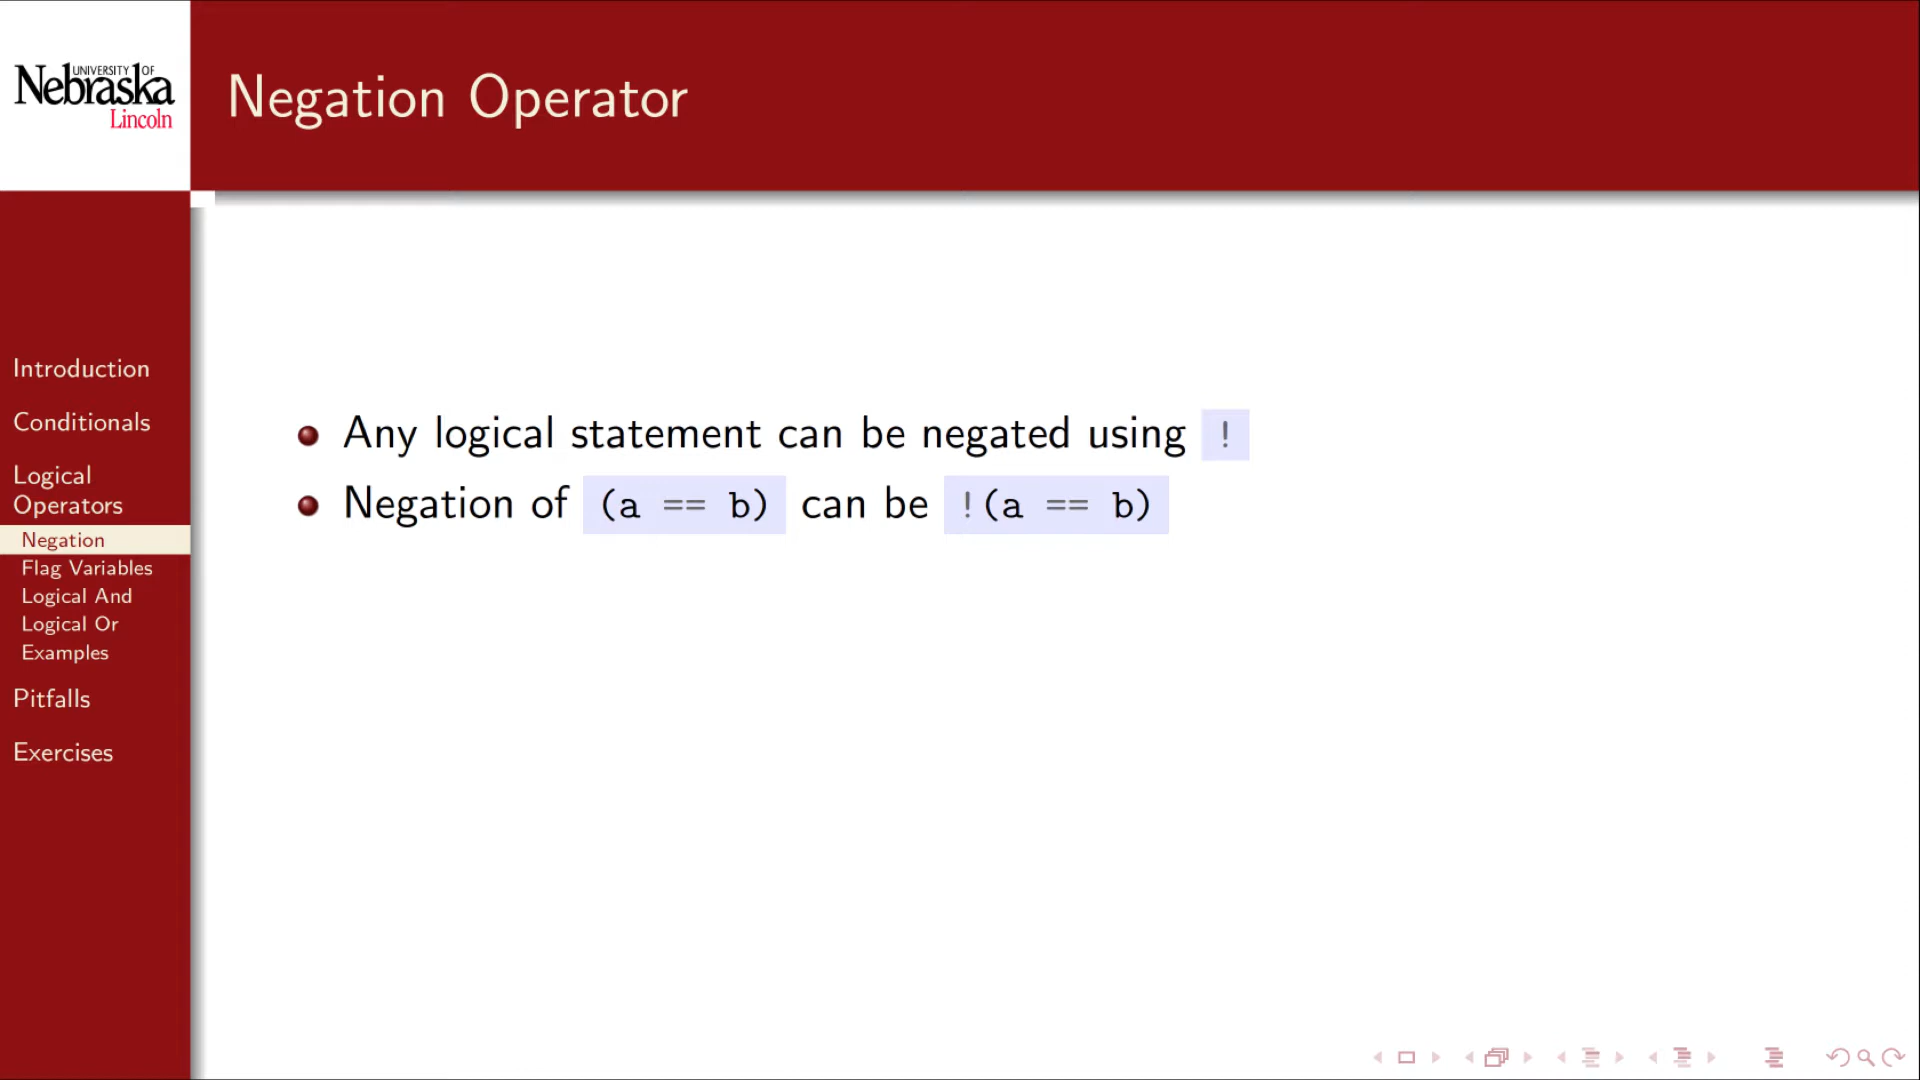 UNIVERSITY OF
Nebraska
Lincoln
Negation Operator
Introduction
Conditionals
Logical
Operators
Negation
Flag Variables
Logical And
Logical Or
Examples
Pitfalls
Exercises
Any logical statement can be negated using !
Negation of (a == b) can be !(a == b)